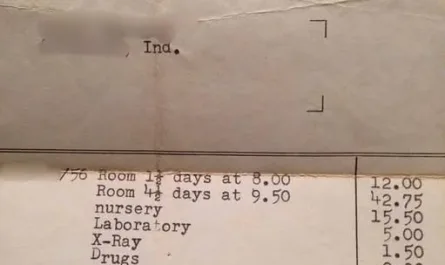 , Ind.
/56 Room 1½ days at 8.00 12.00
Room 4½ days at 9.50 42.75
nursery 15.50
Laboratory 5.00
X-Ray 1.50
Drugs